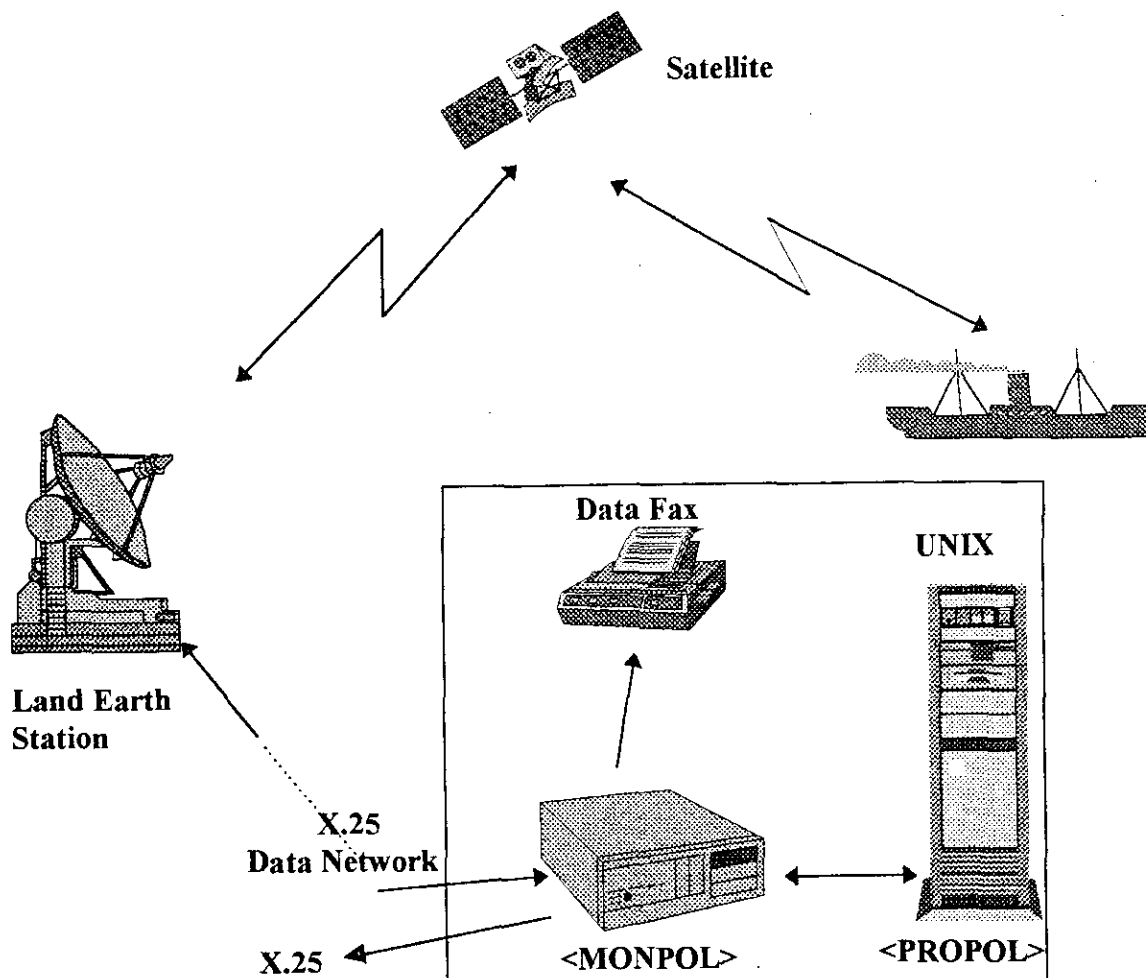 Satellite
Data Fax
UNIX
Land Earth
Station
X.25
Data Network
X.25
<MONPOL>
<PROPOL>